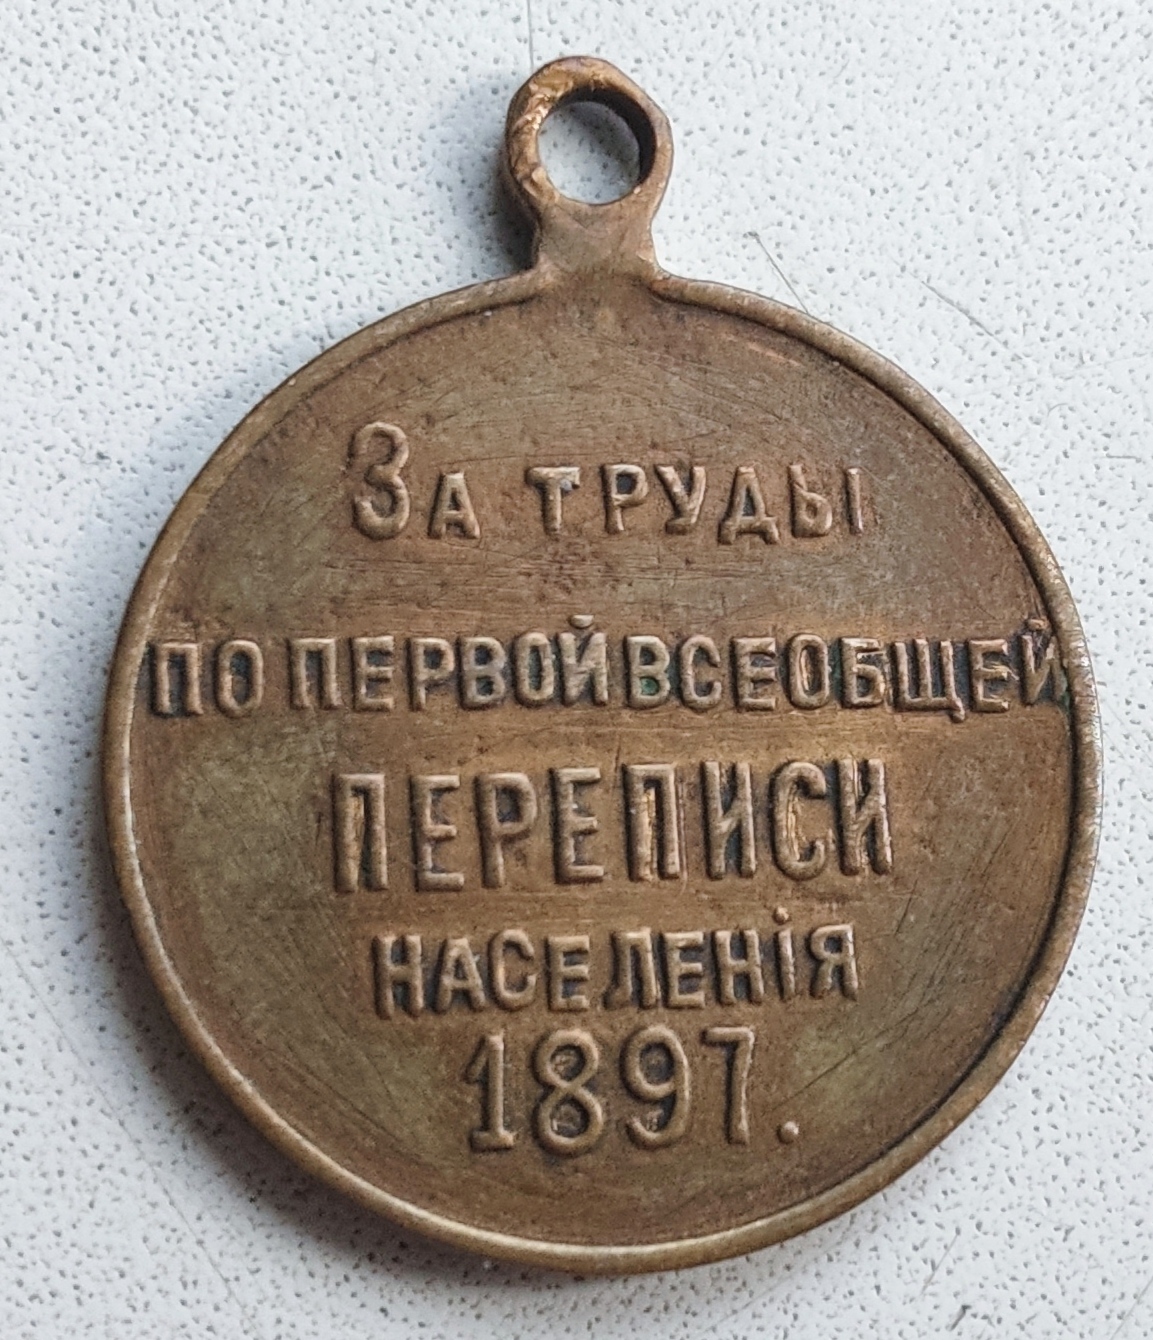 За труды
по первой всеобщей
переписи
населенія
1897.